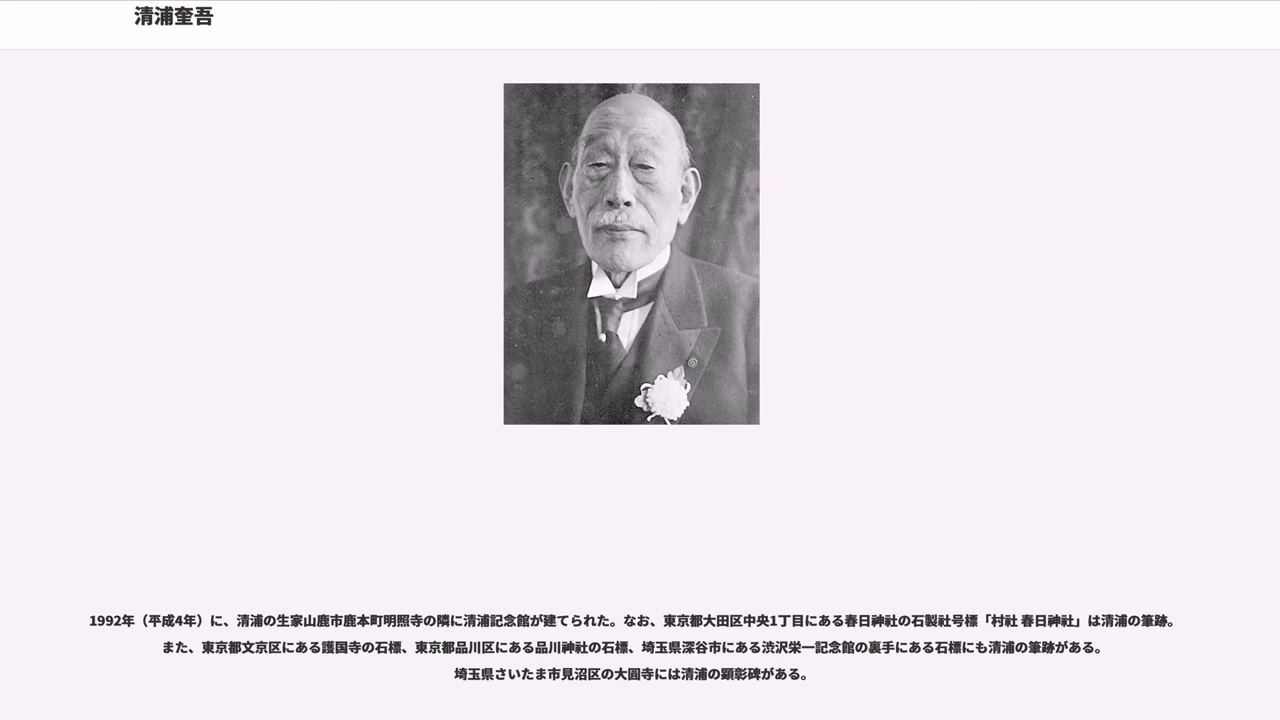 清浦奎吾
1992年（平成4年）に、清浦の生家山鹿市鹿本町明照寺の隣に清浦記念館が建てられた。なお、東京都大田区中央1丁目にある春日神社の石製社号標「村社 春日神社」は清浦の筆跡。
また、東京都文京区にある護国寺の石標、東京都品川区にある品川神社の石標、埼玉県深谷市にある渋沢栄一記念館の裏手にある石標にも清浦の筆跡がある。
埼玉県さいたま市見沼区の大圓寺には清浦の顕彰碑がある。